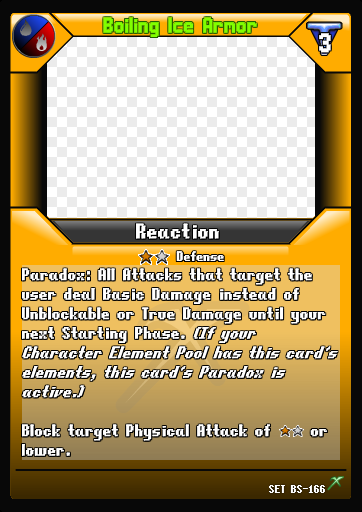 Boiling Ice Armor
3
Reaction
Defense
Paradox: All Attacks that target the
user deal Basic Damage instead of
Unblockable or True Damage until your
next Starting Phase. (If your
Character Element Pool has this card's
elements, this card's Paradox is
active.)
Block target Physical Attack of ★★ or
lower.
SET BS-166